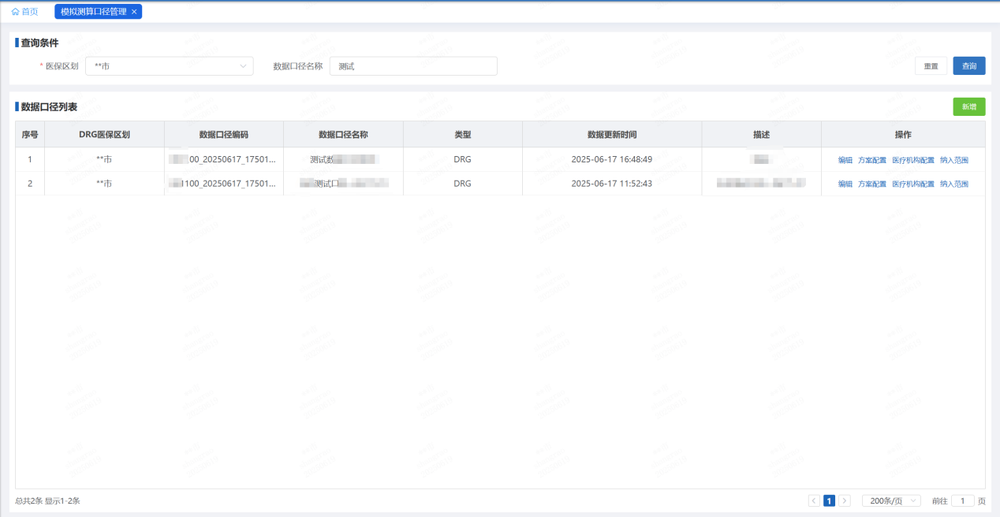 首页 模拟测算口径管理 ×
查询条件
* 医保区划 **市 数据口径名称 测试 重置 查询
数据口径列表 新增
序号 DRG医保区划 数据口径编码 数据口径名称 类型 数据更新时间 描述 操作
1 **市 00_20250617_17501... 测试数 DRG 2025-06-17 16:48:49 编辑 方案配置 医疗机构配置 纳入范围
2 **市 1100_20250617_17501... 测试口 DRG 2025-06-17 11:52:43 编辑 方案配置 医疗机构配置 纳入范围
总共2条 显示1-2条 1 200条/页 前往 1 页